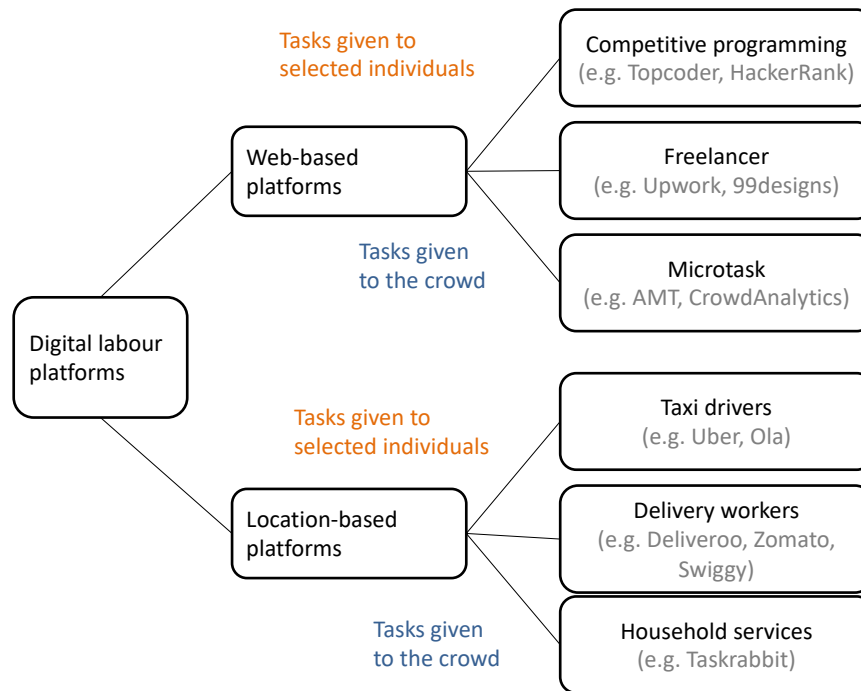 Tasks given to
selected individuals
Competitive programming
(e.g. Topcoder, HackerRank)
Web-based
platforms
Freelancer
(e.g. Upwork, 99designs)
Tasks given
to the crowd
Microtask
(e.g. AMT, CrowdAnalytics)
Digital labour
platforms
Tasks given to
selected individuals
Taxi drivers
(e.g. Uber, Ola)
Location-based
platforms
Delivery workers
(e.g. Deliveroo, Zomato,
Swiggy)
Tasks given
to the crowd
Household services
(e.g. Taskrabbit)